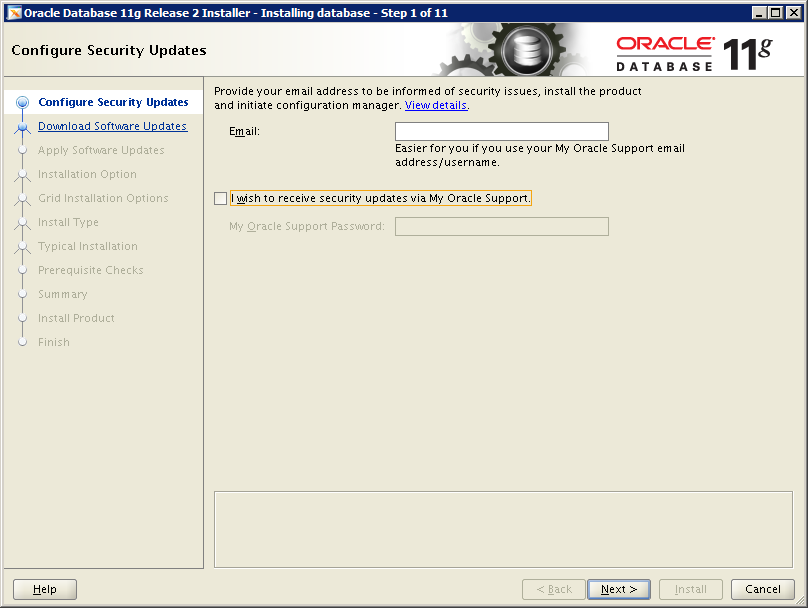 Oracle Database 11g Release 2 Installer - Installing database - Step 1 of 11
Configure Security Updates
ORACLE®
DATABASE 11g
Configure Security Updates
Download Software Updates
Apply Software Updates
Installation Option
Grid Installation Options
Install Type
Typical Installation
Prerequisite Checks
Summary
Install Product
Finish
Provide your email address to be informed of security issues, install the product
and initiate configuration manager. View details.
Email:
Easier for you if you use your My Oracle Support email
address/username.
I wish to receive security updates via My Oracle Support.
My Oracle Support Password:
Help
< Back
Next >
Install
Cancel